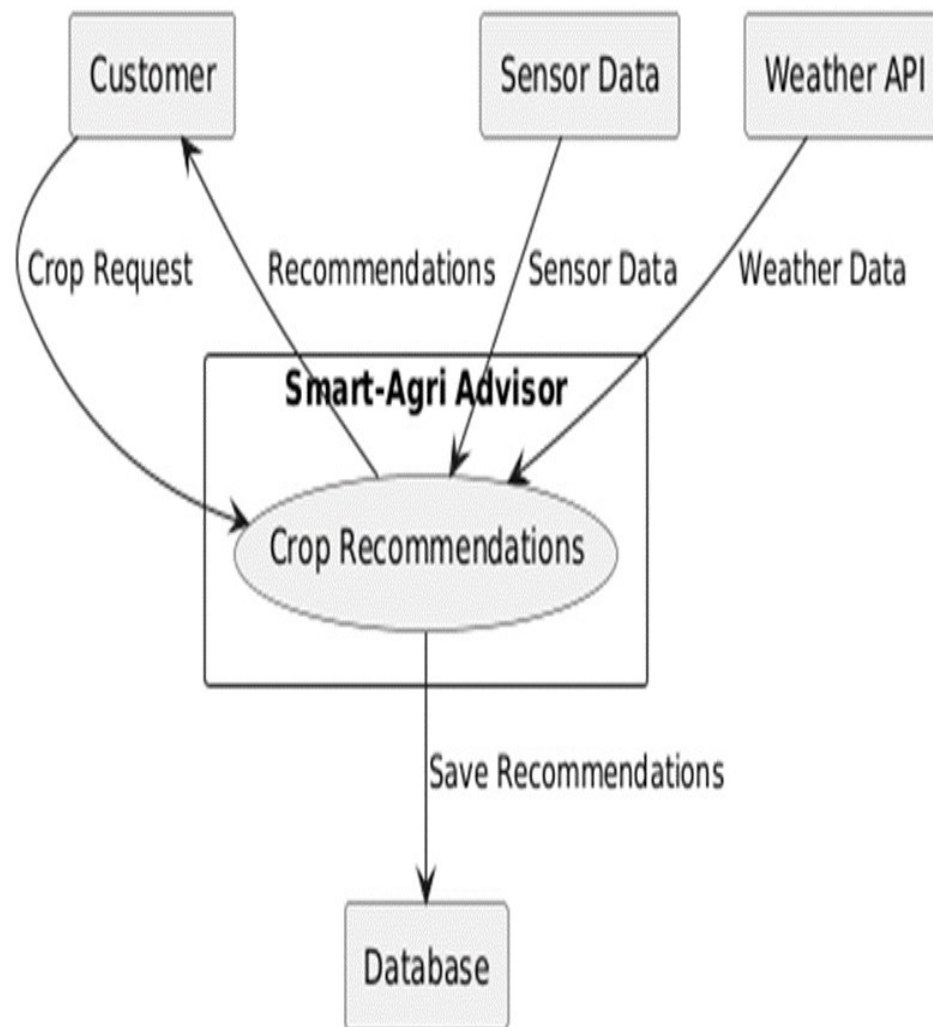 Customer
Sensor Data
Weather API
Crop Request
Recommendations
Sensor Data
Weather Data
Smart-Agri Advisor
Crop Recommendations
Save Recommendations
Database